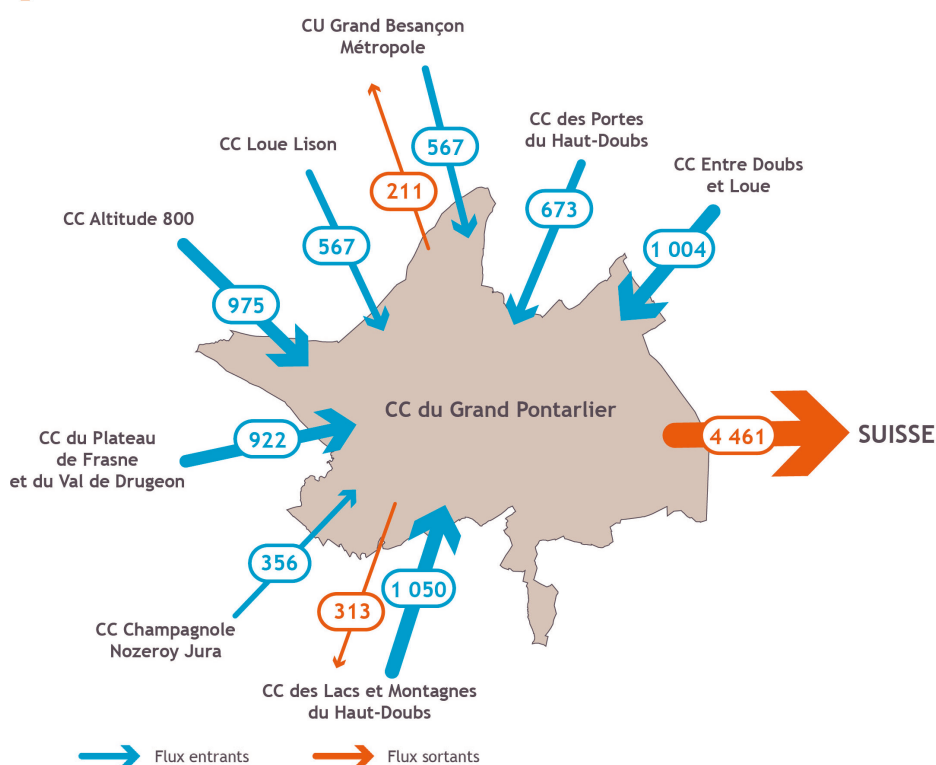 CU Grand Besançon
Métropole
CC des Portes
du Haut-Doubs
CC Loue Lison
567
CC Entre Doubs
et Loue
211
CC Altitude 800
673
567
1 004
975
CC du Grand Pontarlier
4 461
SUISSE
922
CC du Plateau
de Frasne
et du Val de Drugeon
356
1 050
313
CC Champagnole
Nozeroy Jura
CC des Lacs et Montagnes
du Haut-Doubs
Flux entrants
Flux sortants